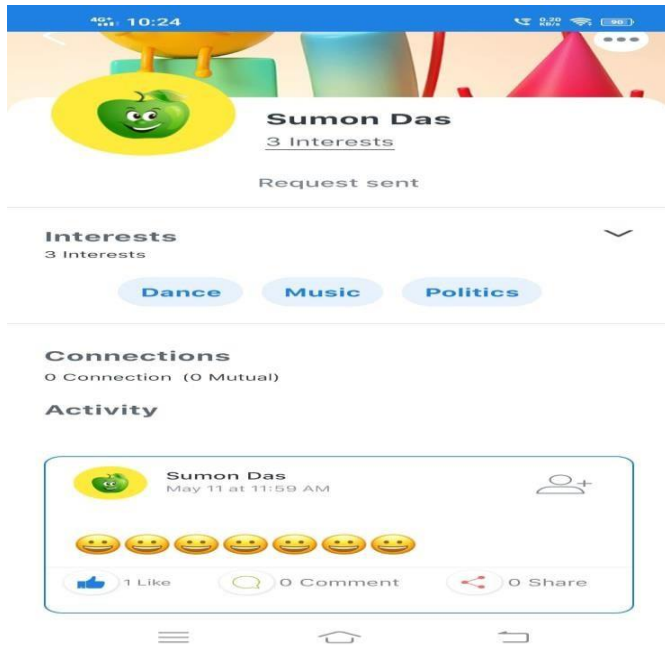 4G+ 10:24 0.20 KB/s 90
Sumon Das
3 Interests
Request sent
Interests
3 Interests
Dance Music Politics
Connections
0 Connection (0 Mutual)
Activity
Sumon Das
May 11 at 11:59 AM
1 Like 0 Comment 0 Share